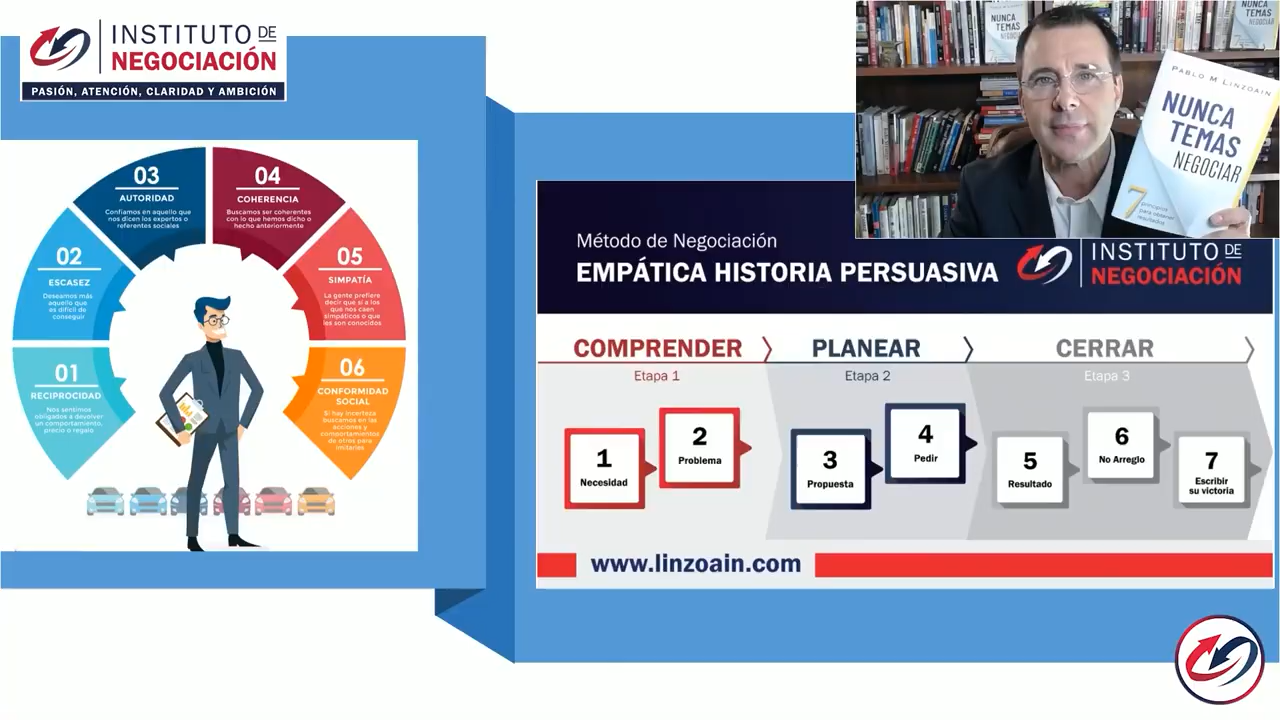 INSTITUTO DE
NEGOCIACIÓN
PASIÓN, ATENCIÓN, CLARIDAD Y AMBICIÓN
01
RECIPROCIDAD
Nos sentimos
obligados a devolver
un comportamiento,
precio o regalo
02
ESCASEZ
Deseamos más
aquello que
es difícil de
conseguir
03
AUTORIDAD
Confiamos en aquello que
nos dicen los expertos o
referentes sociales
04
COHERENCIA
Buscamos ser coherentes
con lo que hemos dicho o
hecho anteriormente
05
SIMPATÍA
La gente prefiere
decir que sí a los
que nos caen
simpáticos o que
les son conocidos
06
CONFORMIDAD
SOCIAL
Si hay incerteza
buscamos en las
acciones y
comportamientos
de otros para
imitarles
NUNCA
TEMAS
NEGOCIAR
PABLO M LINZOAIN
NUNCA
TEMAS
NEGOCIAR
7 principios
para obtener
resultados
Método de Negociación
EMPÁTICA HISTORIA PERSUASIVA
INSTITUTO DE
NEGOCIACIÓN
COMPRENDER
Etapa 1
PLANEAR
Etapa 2
CERRAR
Etapa 3
1
Necesidad
2
Problema
3
Propuesta
4
Pedir
5
Resultado
6
No Arreglo
7
Escribir
su victoria
www.linzoain.com